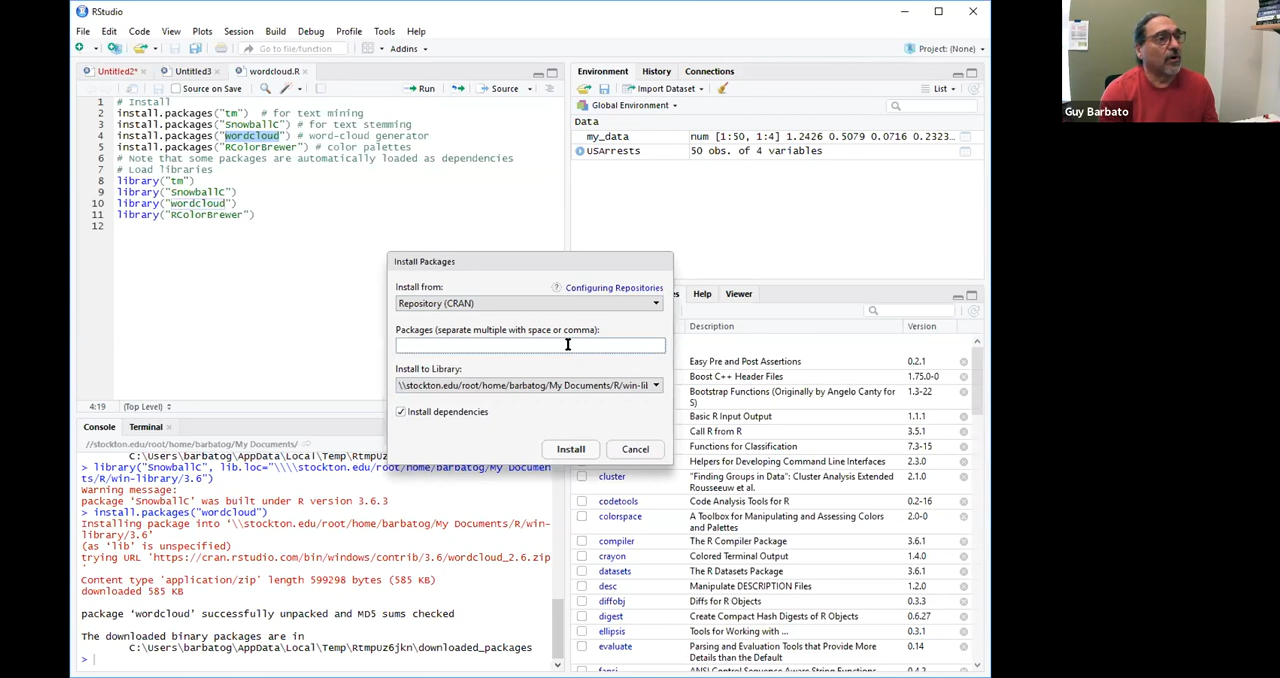 RStudio
File Edit Code View Plots Session Build Debug Profile Tools Help
Go to file/function Addins Project: (None)
Untitled2* Untitled3 wordcloud.R
Source on Save Run Source
1 # Install
2 install.packages("tm") # for text mining
3 install.packages("SnowballC") # for text stemming
4 install.packages("wordcloud") # word-cloud generator
5 install.packages("RColorBrewer") # color palettes
6 # Note that some packages are automatically loaded as dependencies
7 # Load libraries
8 library("tm")
9 library("SnowballC")
10 library("wordcloud")
11 library("RColorBrewer")
12
4:19 (Top Level)
Environment History Connections
Import Dataset List
Global Environment
Data
my_data num [1:50, 1:4] 1.2426 0.5079 0.0716 0.2323...
USArrests 50 obs. of 4 variables
Guy Barbato
Install Packages
Install from: Configuring Repositories
Repository (CRAN)
Packages (separate multiple with space or comma):
Install to Library:
\\stockton.edu/root/home/barbatog/My Documents/R/win-lil
Install dependencies
Install Cancel
Console Terminal
//stockton.edu/root/home/barbatog/My Documents/
C:\Users\barbatog\AppData\Local\Temp\RtmpUz6jkn\downloaded_packages
> library("SnowballC", lib.loc="\\\\stockton.edu/root/home/barbatog/My Documen
ts/R/win-library/3.6")
Warning message:
package ‘SnowballC’ was built under R version 3.6.3
> install.packages("wordcloud")
Installing package into ‘\\stockton.edu/root/home/barbatog/My Documents/R/win-
library/3.6’
(as ‘lib’ is unspecified)
trying URL 'https://cran.rstudio.com/bin/windows/contrib/3.6/wordcloud_2.6.zip
'
Content type 'application/zip' length 599298 bytes (585 KB)
downloaded 585 KB
package ‘wordcloud’ successfully unpacked and MD5 sums checked
The downloaded binary packages are in
C:\Users\barbatog\AppData\Local\Temp\RtmpUz6jkn\downloaded_packages
>
Help Viewer
Description Version
Easy Pre and Post Assertions 0.2.1
Boost C++ Header Files 1.75.0-0
Bootstrap Functions (Originally by Angelo Canty for 1.3-22
S)
Basic R Input Output 1.1.1
Call R from R 3.5.1
Functions for Classification 7.3-15
Helpers for Developing Command Line Interfaces 2.3.0
cluster "Finding Groups in Data": Cluster Analysis Extended 2.1.0
Rousseeuw et al.
codetools Code Analysis Tools for R 0.2-16
colorspace A Toolbox for Manipulating and Assessing Colors 2.0-0
and Palettes
compiler The R Compiler Package 3.6.1
crayon Colored Terminal Output 1.4.0
datasets The R Datasets Package 3.6.1
desc Manipulate DESCRIPTION Files 1.2.0
diffobj Diffs for R Objects 0.3.3
digest Create Compact Hash Digests of R Objects 0.6.27
ellipsis Tools for Working with ... 0.3.1
evaluate Parsing and Evaluation Tools that Provide More 0.14
Details than the Default
fansi ANSI Control Sequence Aware String Functions 0.4.2